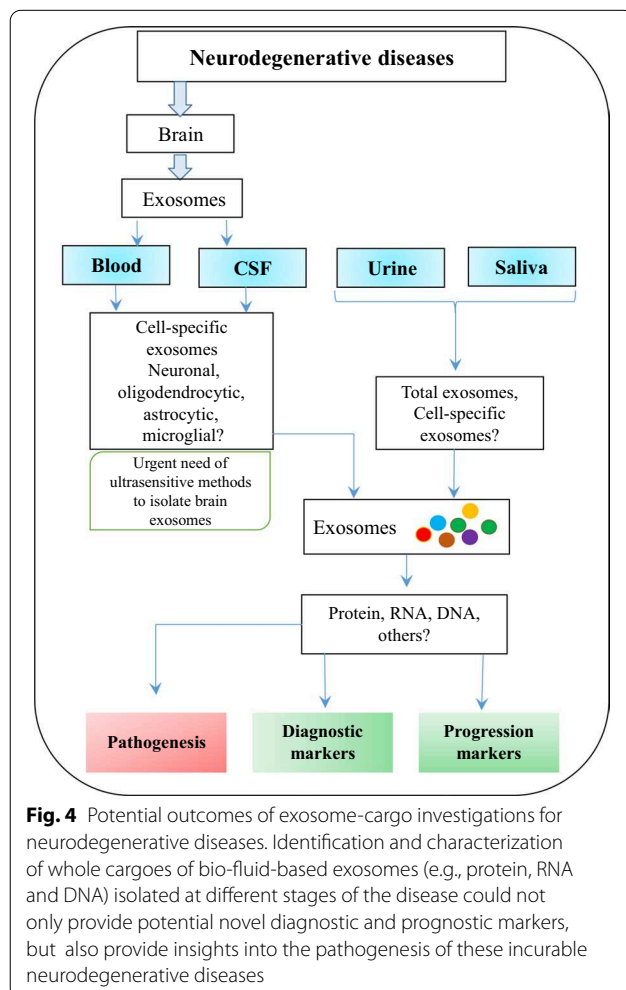 Neurodegenerative diseases
Brain
Exosomes
Blood
CSF
Urine
Saliva
Cell-specific
exosomes
Neuronal,
oligodendrocytic,
astrocytic,
microglial?
Total exosomes,
Cell-specific
exosomes?
Urgent need of
ultrasensitive methods
to isolate brain
exosomes
Exosomes
Protein, RNA, DNA,
others?
Pathogenesis
Diagnostic
markers
Progression
markers
Fig. 4 Potential outcomes of exosome-cargo investigations for
neurodegenerative diseases. Identification and characterization
of whole cargoes of bio-fluid-based exosomes (e.g., protein, RNA
and DNA) isolated at different stages of the disease could not
only provide potential novel diagnostic and prognostic markers,
but also provide insights into the pathogenesis of these incurable
neurodegenerative diseases